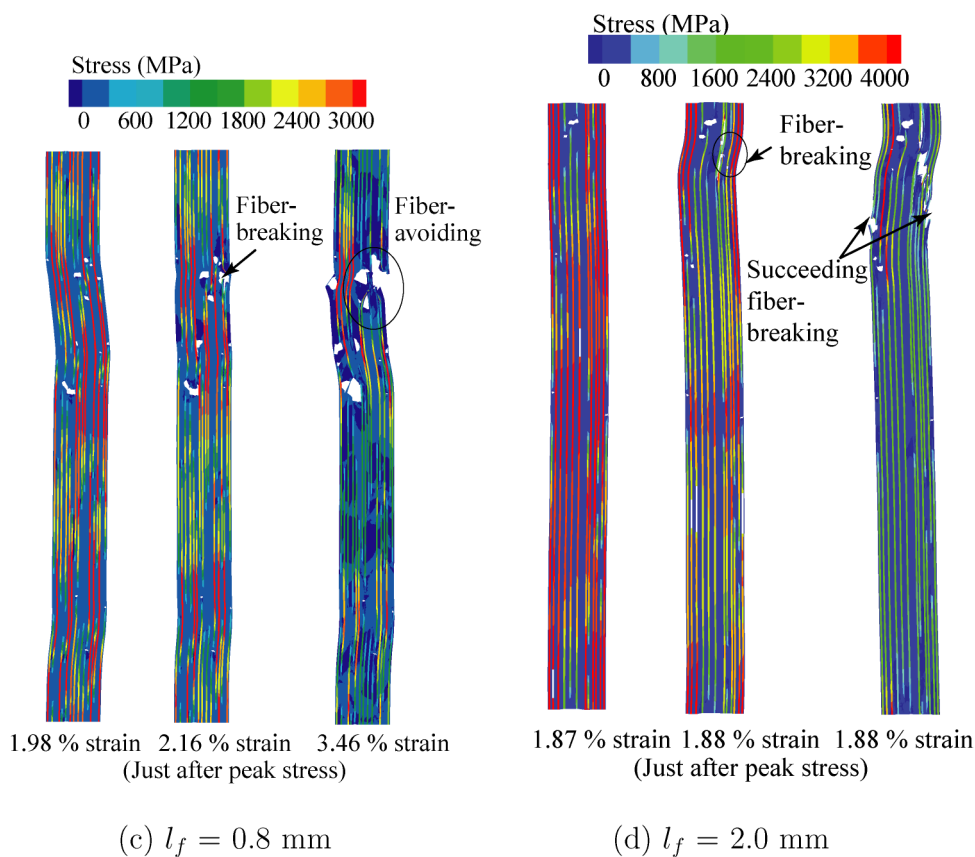 Stress (MPa)
0 600 1200 1800 2400 3000
Fiber-
breaking
Fiber-
avoiding
1.98 % strain 2.16 % strain 3.46 % strain
(Just after peak stress)
(c) l_f = 0.8 mm
Stress (MPa)
0 800 1600 2400 3200 4000
Fiber-
breaking
Succeeding
fiber-
breaking
1.87 % strain 1.88 % strain 1.88 % strain
(Just after peak stress)
(d) l_f = 2.0 mm